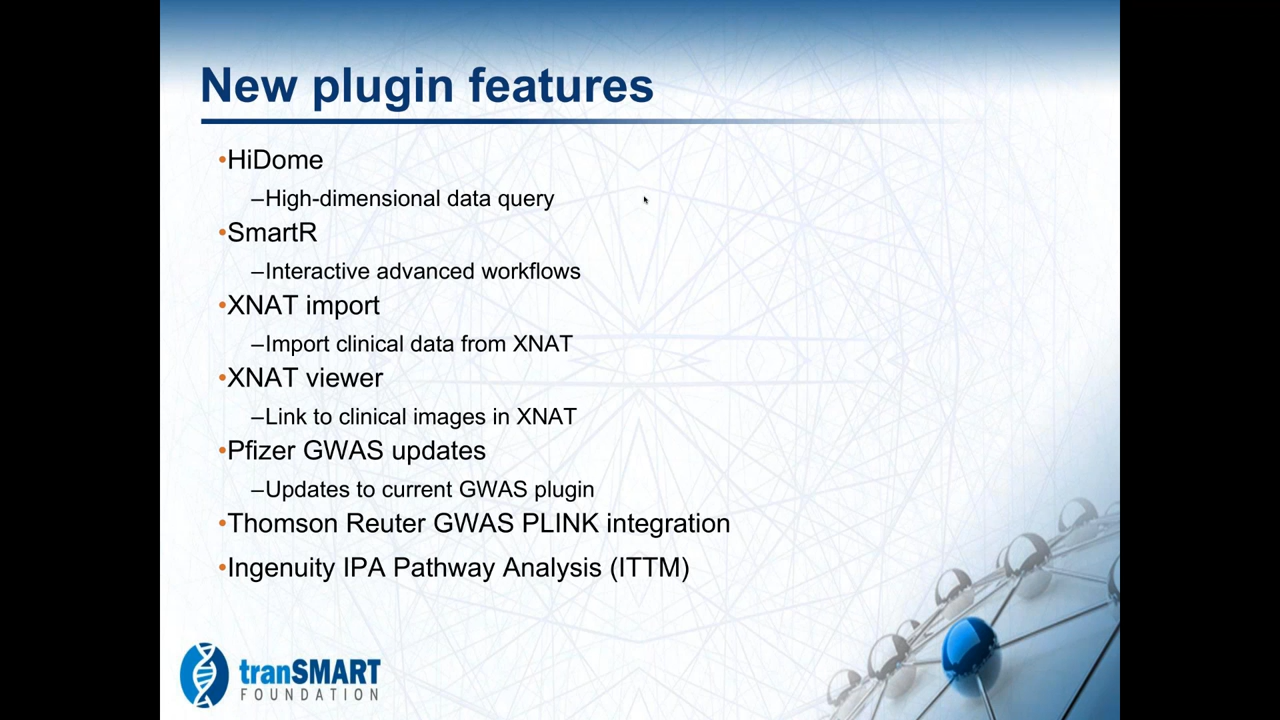 New plugin features
•HiDome
–High-dimensional data query
•SmartR
–Interactive advanced workflows
•XNAT import
–Import clinical data from XNAT
•XNAT viewer
–Link to clinical images in XNAT
•Pfizer GWAS updates
–Updates to current GWAS plugin
•Thomson Reuter GWAS PLINK integration
•Ingenuity IPA Pathway Analysis (ITTM)
tranSMART
FOUNDATION